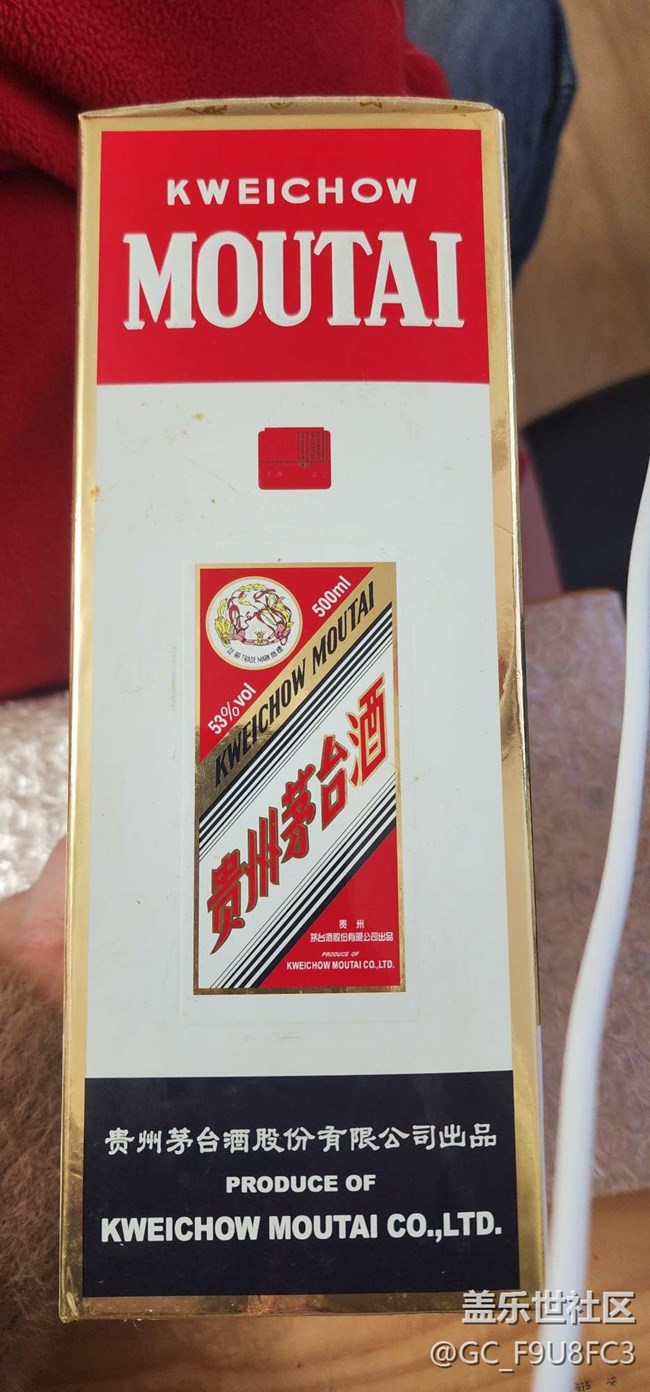 KWEICHOW
MOUTAI
500ml
53%vol
KWEICHOW MOUTAI
贵州茅台酒
TRADE MARK
贵 州
茅台酒股份有限公司出品
PRODUCE OF
KWEICHOW MOUTAI CO.,LTD.
贵州茅台酒股份有限公司出品
PRODUCE OF
KWEICHOW MOUTAI CO.,LTD.
盖乐世社区
@GC_F9U8FC3